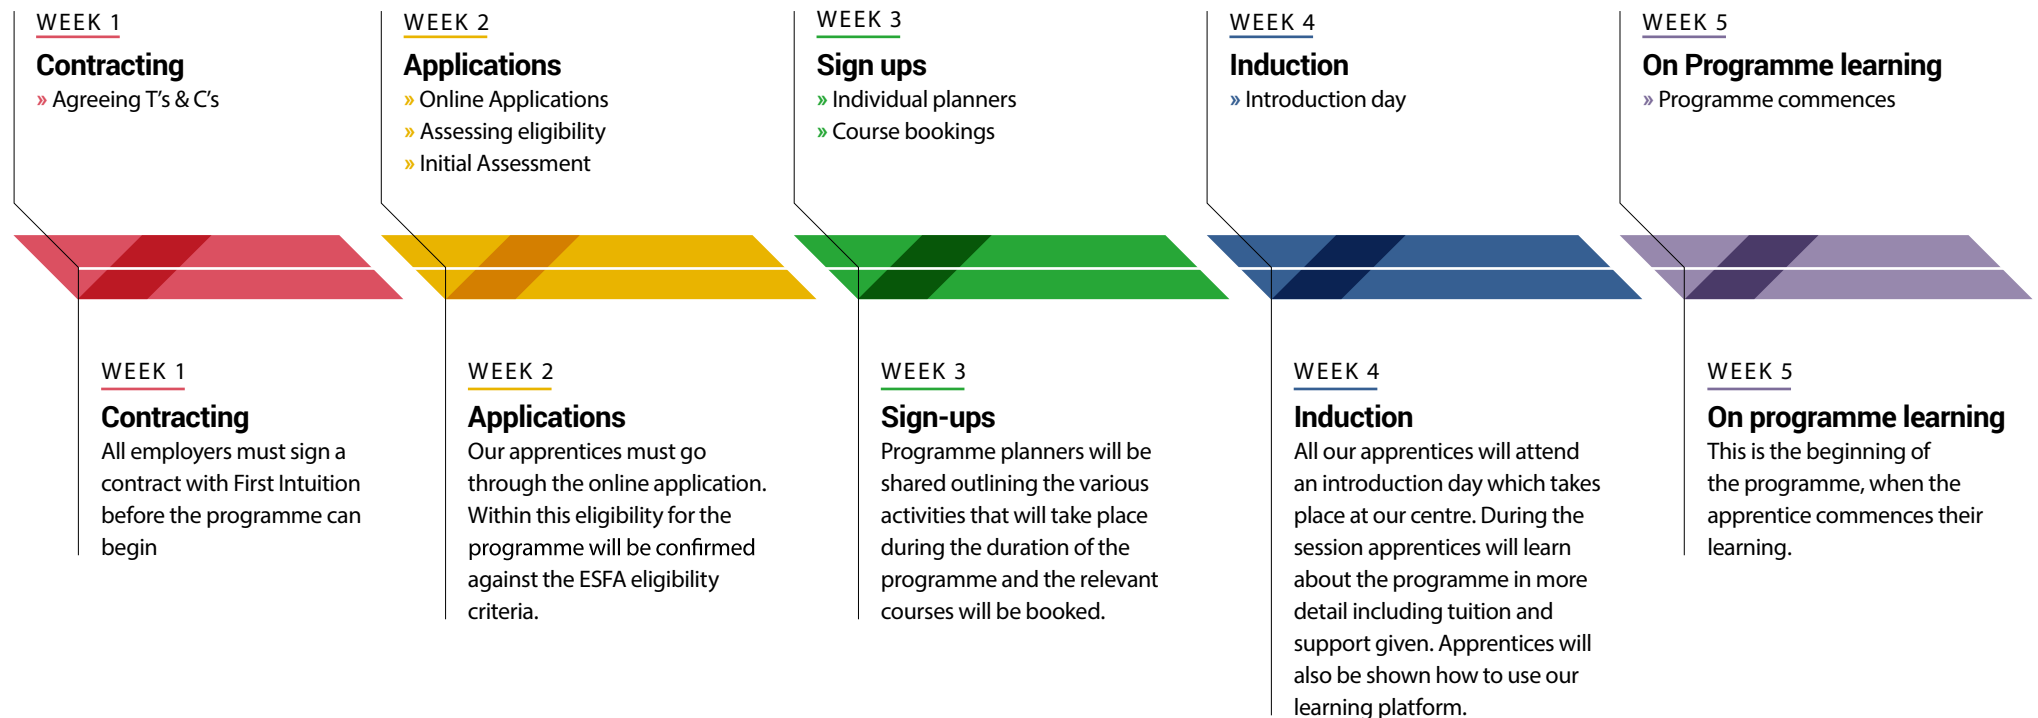 WEEK 1
Contracting
» Agreeing T's & C's
WEEK 2
Applications
» Online Applications
» Assessing eligibility
» Initial Assessment
WEEK 3
Sign ups
» Individual planners
» Course bookings
WEEK 4
Induction
» Introduction day
WEEK 5
On Programme learning
» Programme commences
WEEK 1
Contracting
All employers must sign a
contract with First Intuition
before the programme can
begin
WEEK 2
Applications
Our apprentices must go
through the online application.
Within this eligibility for the
programme will be confirmed
against the ESFA eligibility
criteria.
WEEK 3
Sign-ups
Programme planners will be
shared outlining the various
activities that will take place
during the duration of the
programme and the relevant
courses will be booked.
WEEK 4
Induction
All our apprentices will attend
an introduction day which takes
place at our centre. During the
session apprentices will learn
about the programme in more
detail including tuition and
support given. Apprentices will
also be shown how to use our
learning platform.
WEEK 5
On programme learning
This is the beginning of
the programme, when the
apprentice commences their
learning.